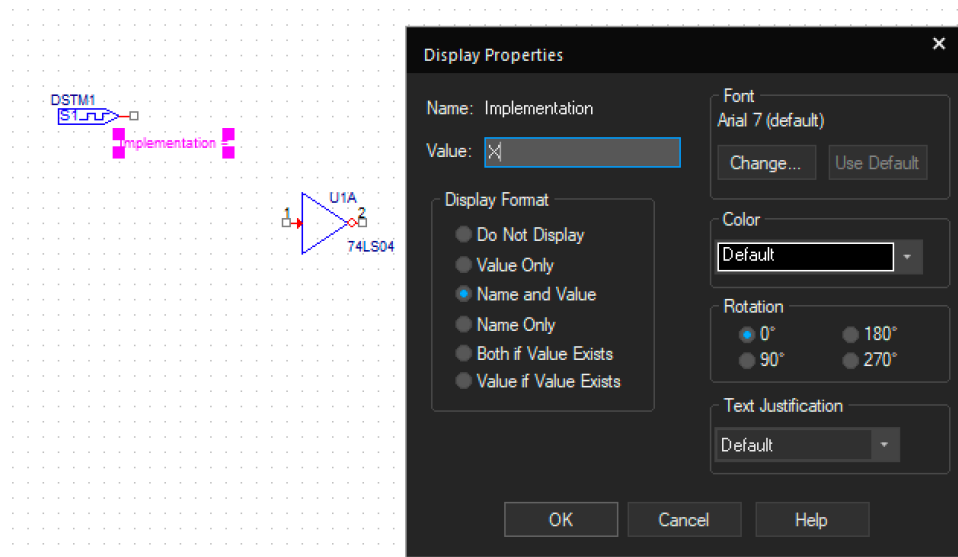 DSTM1
S1
Implementation =
U1A
1
2
74LS04
Display Properties
Name: Implementation
Value: X
Display Format
Do Not Display
Value Only
Name and Value
Name Only
Both if Value Exists
Value if Value Exists
Font
Arial 7 (default)
Change... Use Default
Color
Default
Rotation
0° 180°
90° 270°
Text Justification
Default
OK Cancel Help